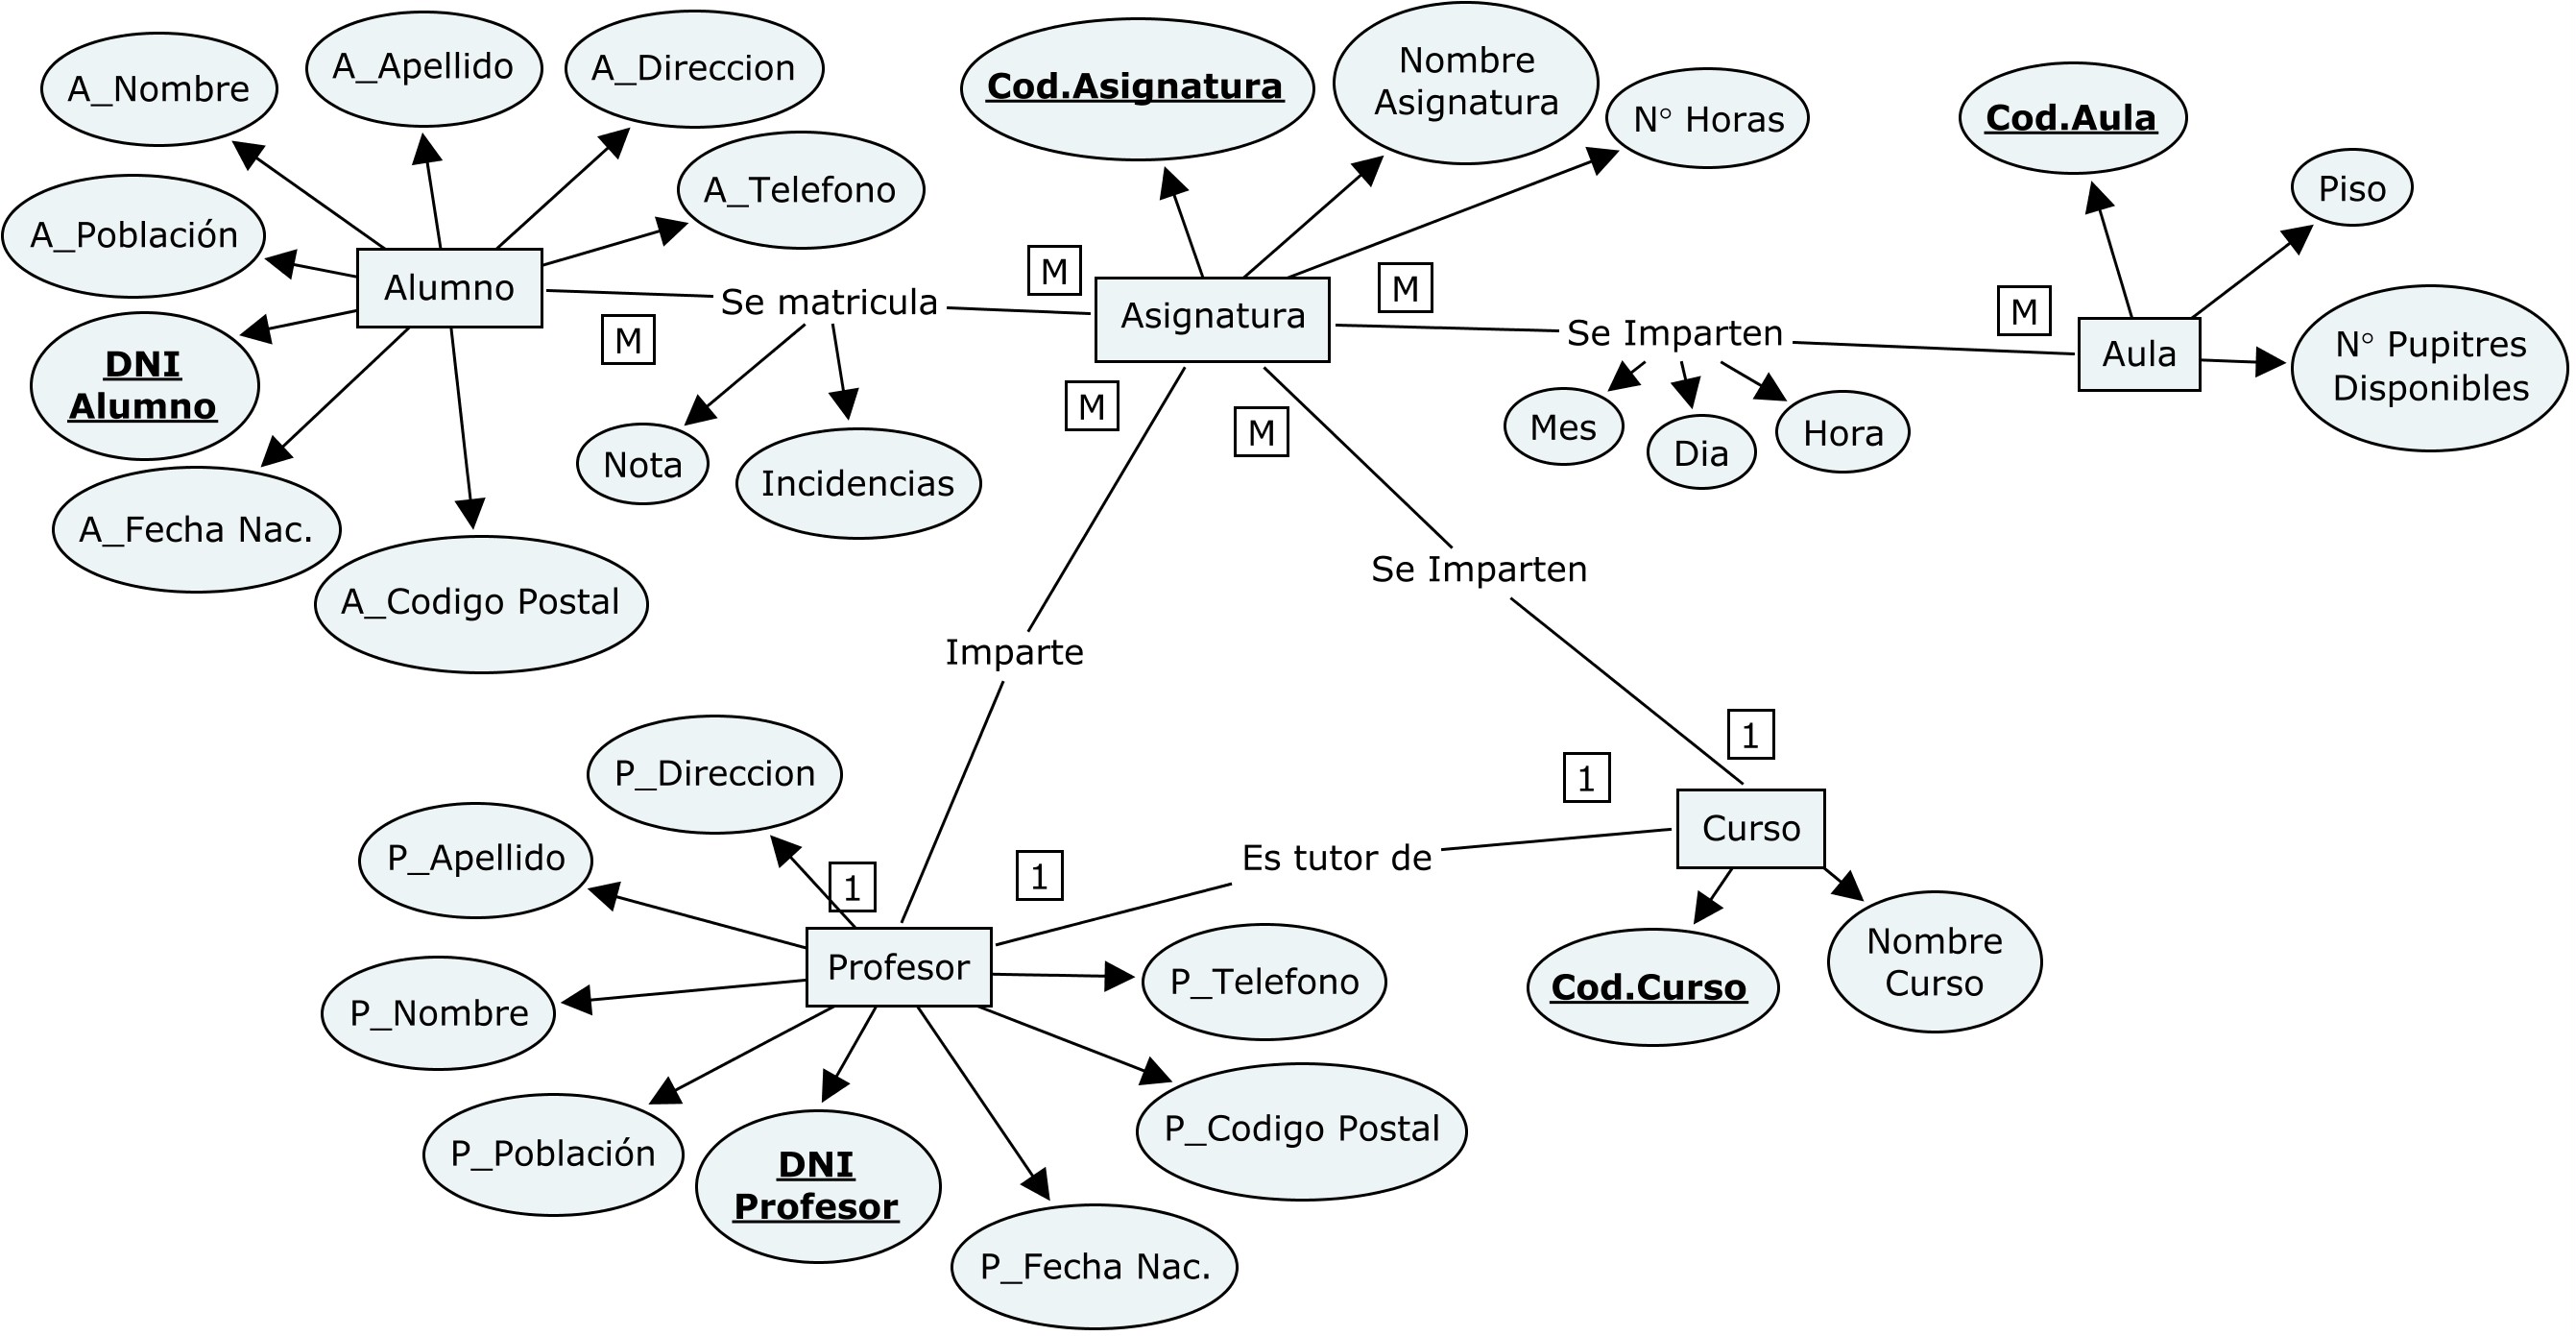 A_Nombre
A_Apellido
A_Direccion
A_Telefono
A_Población
Alumno
DNI
Alumno
A_Fecha Nac.
A_Codigo Postal
M
Se matricula
M
Nota
Incidencias
Cod.Asignatura
Nombre
Asignatura
N° Horas
Asignatura
M
Se Imparten
M
Mes
Dia
Hora
Cod.Aula
Piso
Aula
N° Pupitres
Disponibles
M
M
Imparte
Se Imparten
1
1
Curso
Cod.Curso
Nombre
Curso
Es tutor de
1
1
P_Direccion
P_Apellido
Profesor
P_Nombre
P_Telefono
P_Población
DNI
Profesor
P_Codigo Postal
P_Fecha Nac.